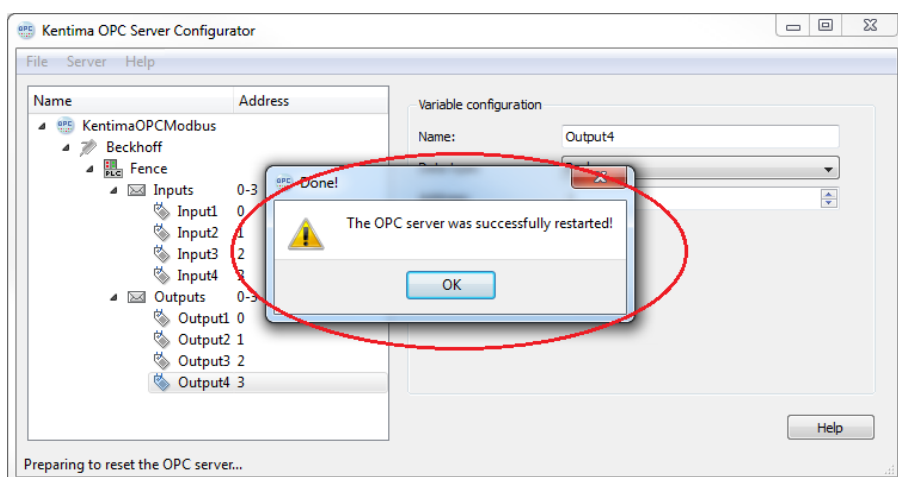 Kentima OPC Server Configurator
File Server Help
Name Address
KentimaOPCModbus
Beckhoff
Fence
Inputs 0-3
Input1 0
Input2 1
Input3 2
Input4 3
Outputs 0-3
Output1 0
Output2 1
Output3 2
Output4 3
Variable configuration
Name: Output4
Done!
The OPC server was successfully restarted!
OK
Help
Preparing to reset the OPC server...